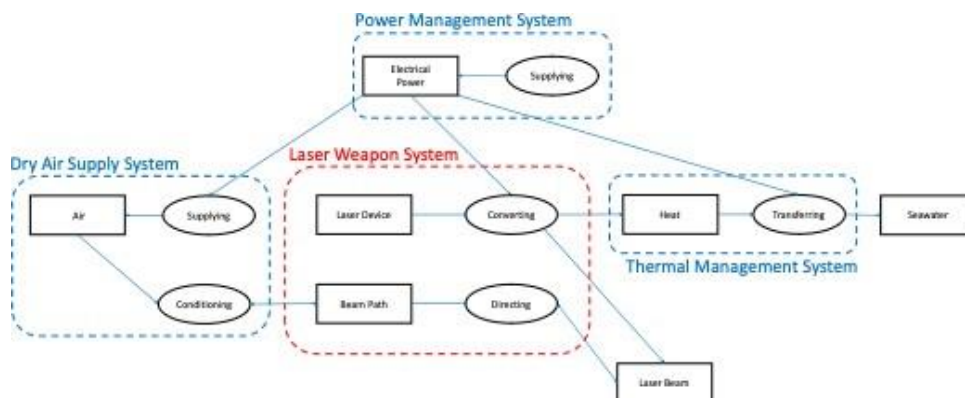 Power Management System
Electrical
Power
Supplying
Dry Air Supply System
Laser Weapon System
Air
Supplying
Laser Device
Converting
Heat
Transferring
Seawater
Thermal Management System
Conditioning
Beam Path
Directing
Laser Beam